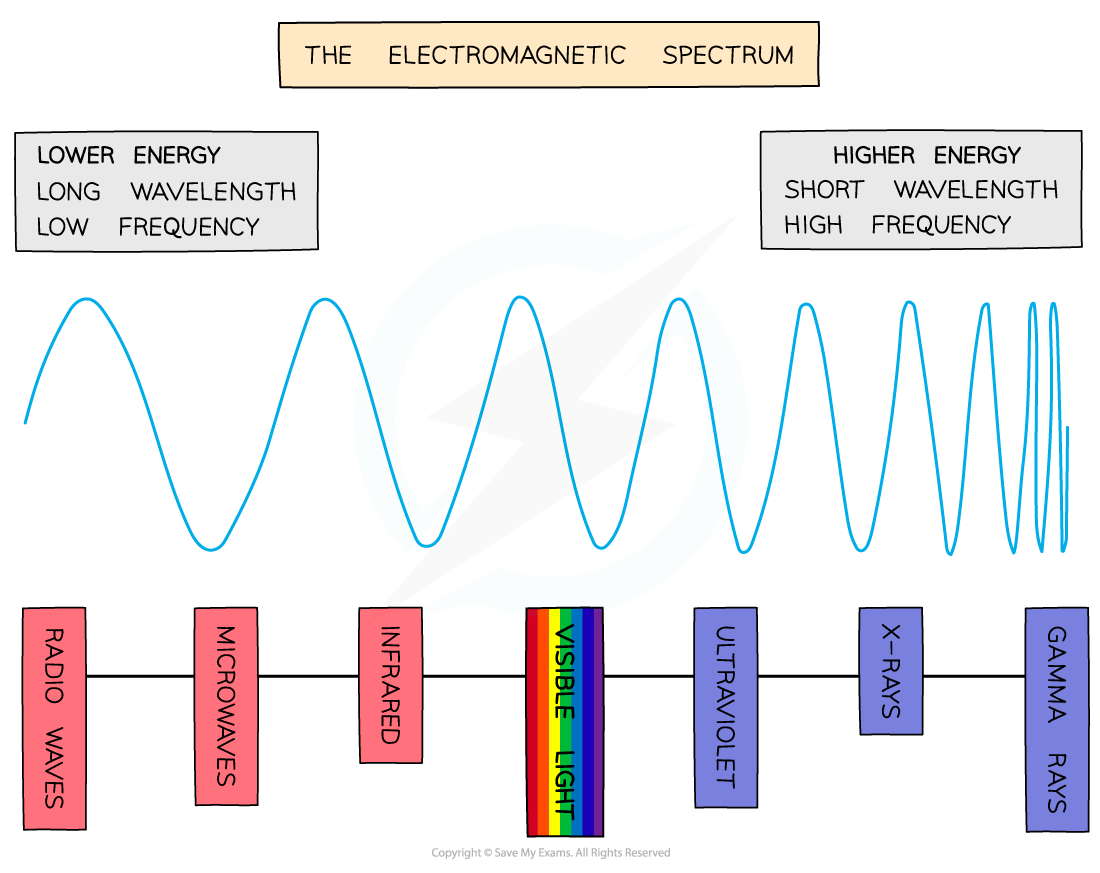 THE ELECTROMAGNETIC SPECTRUM
LOWER ENERGY
LONG WAVELENGTH
LOW FREQUENCY
HIGHER ENERGY
SHORT WAVELENGTH
HIGH FREQUENCY
RADIO WAVES
MICROWAVES
INFRARED
VISIBLE LIGHT
ULTRAVIOLET
X-RAYS
GAMMA RAYS
Copyright © Save My Exams. All Rights Reserved